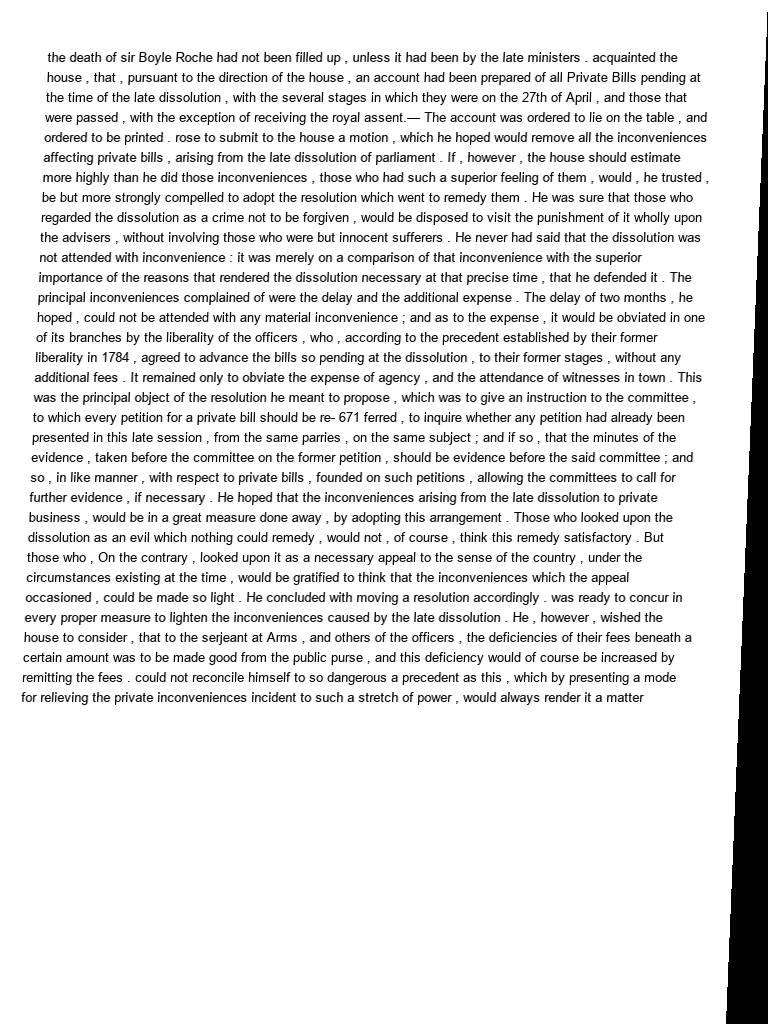 the death of sir Boyle Roche had not been filled up , unless it had been by the late ministers . acquainted the
house , that , pursuant to the direction of the house , an account had been prepared of all Private Bills pending at
the time of the late dissolution , with the several stages in which they were on the 27th of April , and those that
were passed , with the exception of receiving the royal assent.— The account was ordered to lie on the table , and
ordered to be printed . rose to submit to the house a motion , which he hoped would remove all the inconveniences
affecting private bills , arising from the late dissolution of parliament . If , however , the house should estimate
more highly than he did those inconveniences , those who had such a superior feeling of them , would , he trusted ,
be but more strongly compelled to adopt the resolution which went to remedy them . He was sure that those who
regarded the dissolution as a crime not to be forgiven , would be disposed to visit the punishment of it wholly upon
the advisers , without involving those who were but innocent sufferers . He never had said that the dissolution was
not attended with inconvenience : it was merely on a comparison of that inconvenience with the superior
importance of the reasons that rendered the dissolution necessary at that precise time , that he defended it . The
principal inconveniences complained of were the delay and the additional expense . The delay of two months , he
hoped , could not be attended with any material inconvenience ; and as to the expense , it would be obviated in one
of its branches by the liberality of the officers , who , according to the precedent established by their former
liberality in 1784 , agreed to advance the bills so pending at the dissolution , to their former stages , without any
additional fees . It remained only to obviate the expense of agency , and the attendance of witnesses in town . This
was the principal object of the resolution he meant to propose , which was to give an instruction to the committee ,
to which every petition for a private bill should be re- 671 ferred , to inquire whether any petition had already been
presented in this late session , from the same parries , on the same subject ; and if so , that the minutes of the
evidence , taken before the committee on the former petition , should be evidence before the said committee ; and
so , in like manner , with respect to private bills , founded on such petitions , allowing the committees to call for
further evidence , if necessary . He hoped that the inconveniences arising from the late dissolution to private
business , would be in a great measure done away , by adopting this arrangement . Those who looked upon the
dissolution as an evil which nothing could remedy , would not , of course , think this remedy satisfactory . But
those who , On the contrary , looked upon it as a necessary appeal to the sense of the country , under the
circumstances existing at the time , would be gratified to think that the inconveniences which the appeal
occasioned , could be made so light . He concluded with moving a resolution accordingly . was ready to concur in
every proper measure to lighten the inconveniences caused by the late dissolution . He , however , wished the
house to consider , that to the serjeant at Arms , and others of the officers , the deficiencies of their fees beneath a
certain amount was to be made good from the public purse , and this deficiency would of course be increased by
remitting the fees . could not reconcile himself to so dangerous a precedent as this , which by presenting a mode
for relieving the private inconveniences incident to such a stretch of power , would always render it a matter